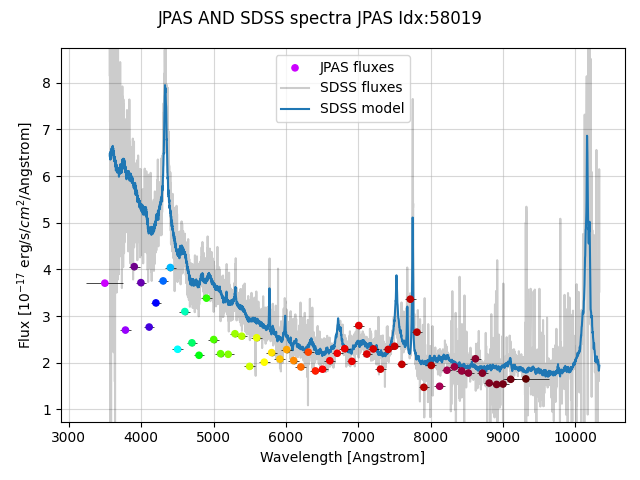 JPAS AND SDSS spectra JPAS Idx:58019
JPAS fluxes
SDSS fluxes
SDSS model
Flux [10⁻¹⁷ erg/s/cm²/Angstrom]
8
7
6
5
4
3
2
1
3000 4000 5000 6000 7000 8000 9000 10000
Wavelength [Angstrom]